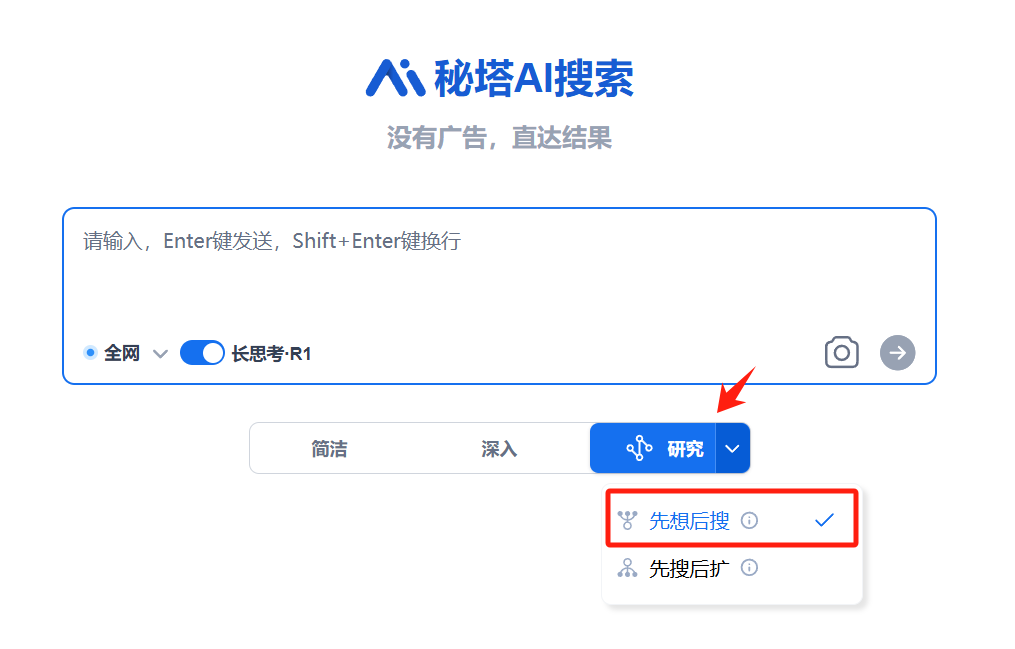 秘塔AI搜索
没有广告，直达结果
请输入，Enter键发送，Shift+Enter键换行
全网 长思考·R1
简洁 深入 研究
先想后搜
先搜后扩